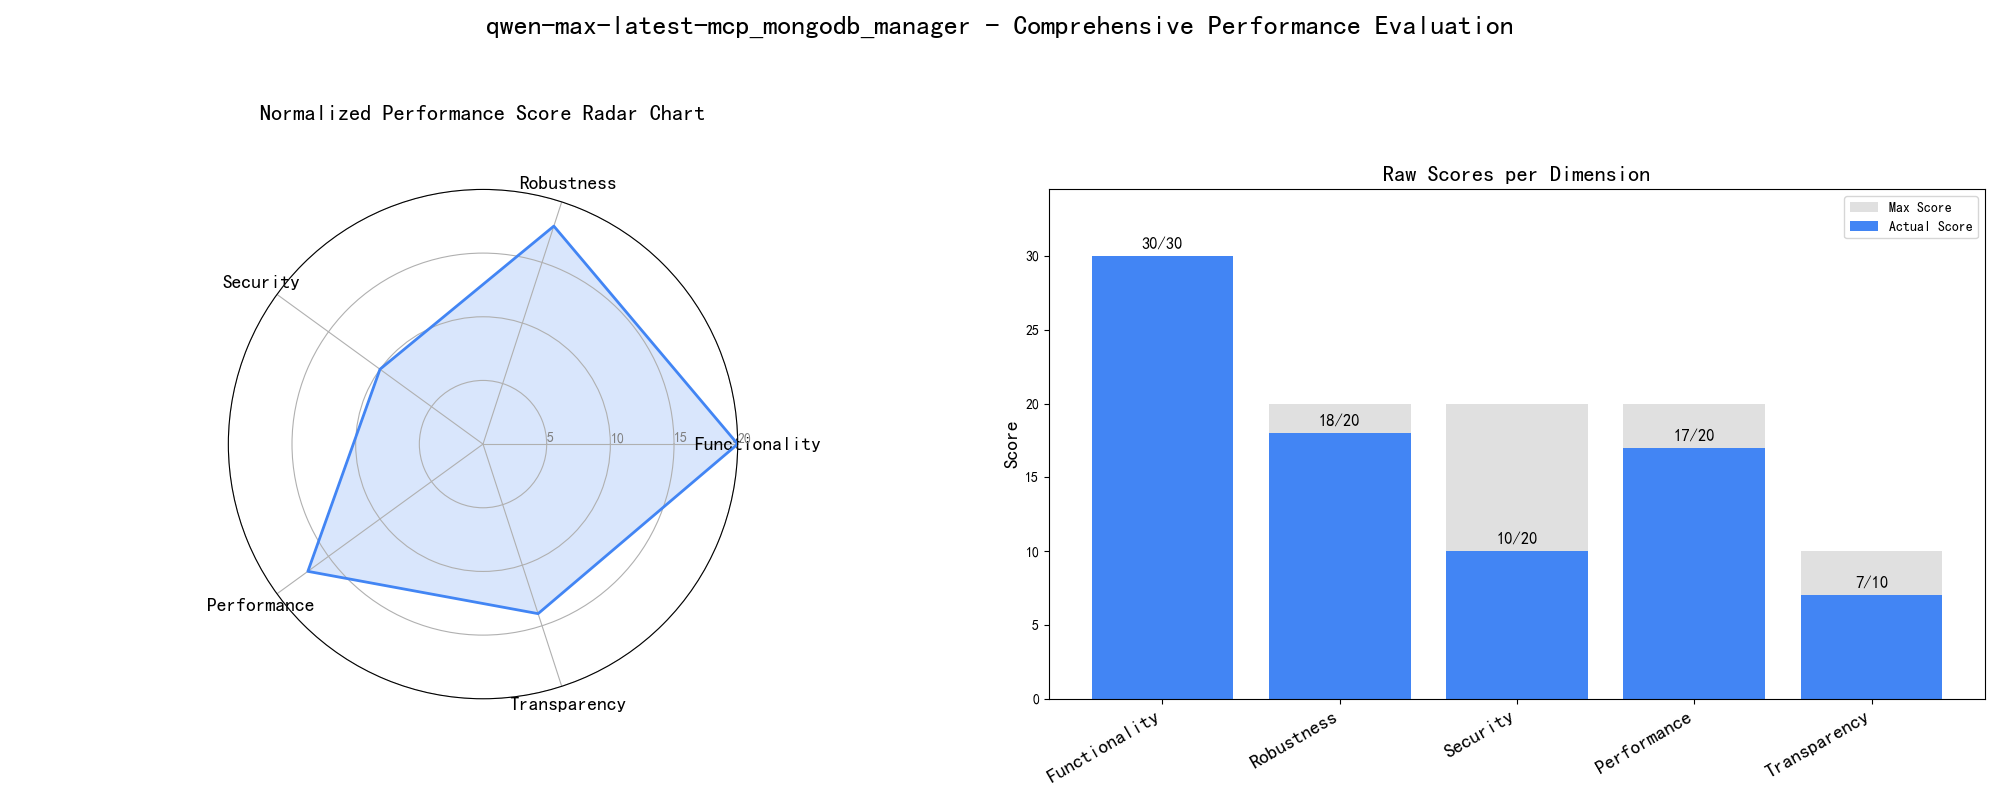 qwen-max-latest-mcp_mongodb_manager - Comprehensive Performance Evaluation
Normalized Performance Score Radar Chart
Robustness
Security
Functionality
5
10
15
20
Performance
Transparency
Raw Scores per Dimension
Max Score
Actual Score
Score
30
25
20
15
10
5
0
30/30
18/20
10/20
17/20
7/10
Functionality
Robustness
Security
Performance
Transparency